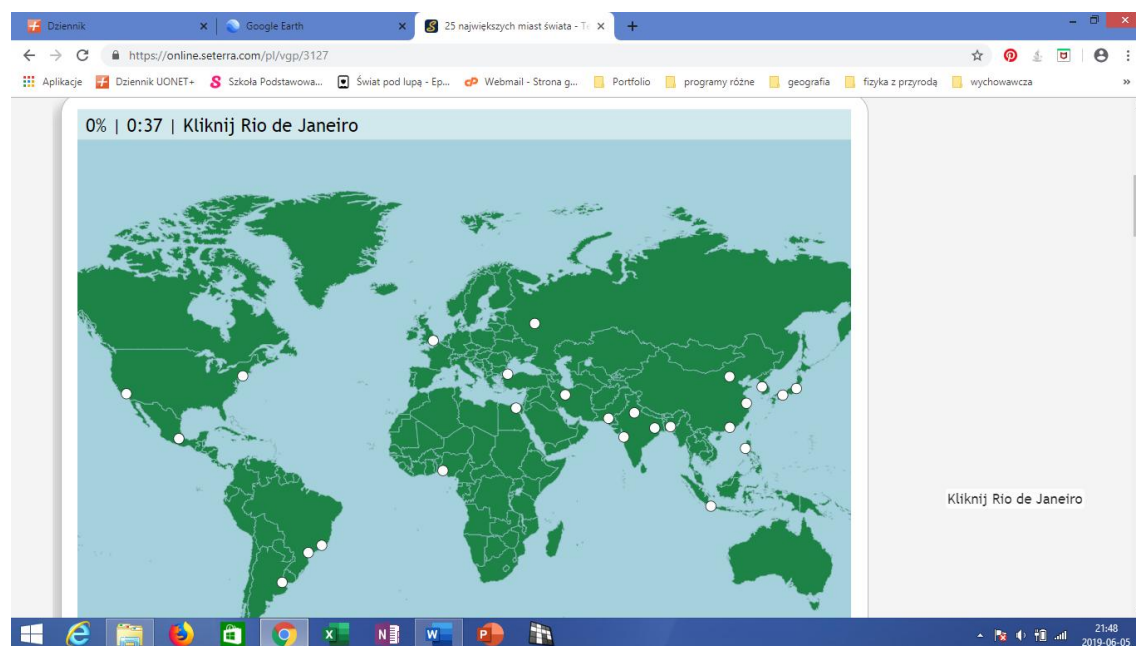 Dziennik
Google Earth
25 największych miast świata - Te
https://online.seterra.com/pl/vgp/3127
Aplikacje
Dziennik UONET+
Szkoła Podstawowa...
Świat pod lupą - Ep...
Webmail - Strona g...
Portfolio
programy różne
geografia
fizyka z przyrodą
wychowawcza
»
0% | 0:37 | Kliknij Rio de Janeiro
Kliknij Rio de Janeiro
21:48
2019-06-05